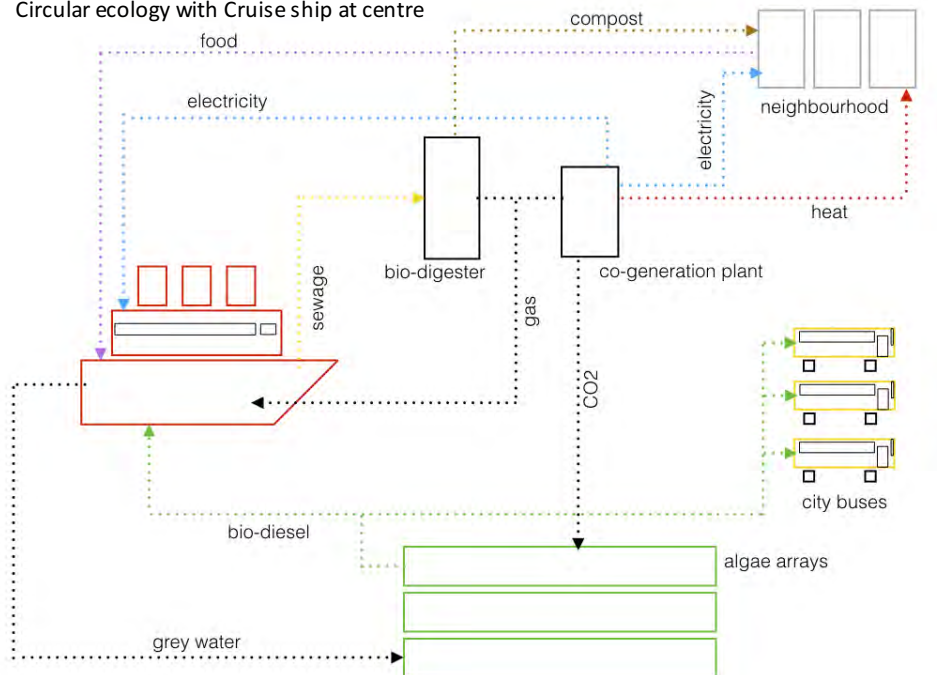 Circular ecology with Cruise ship at centre
compost
food
electricity
electricity
neighbourhood
heat
bio-digester
co-generation plant
sewage
gas
CO2
city buses
bio-diesel
algae arrays
grey water